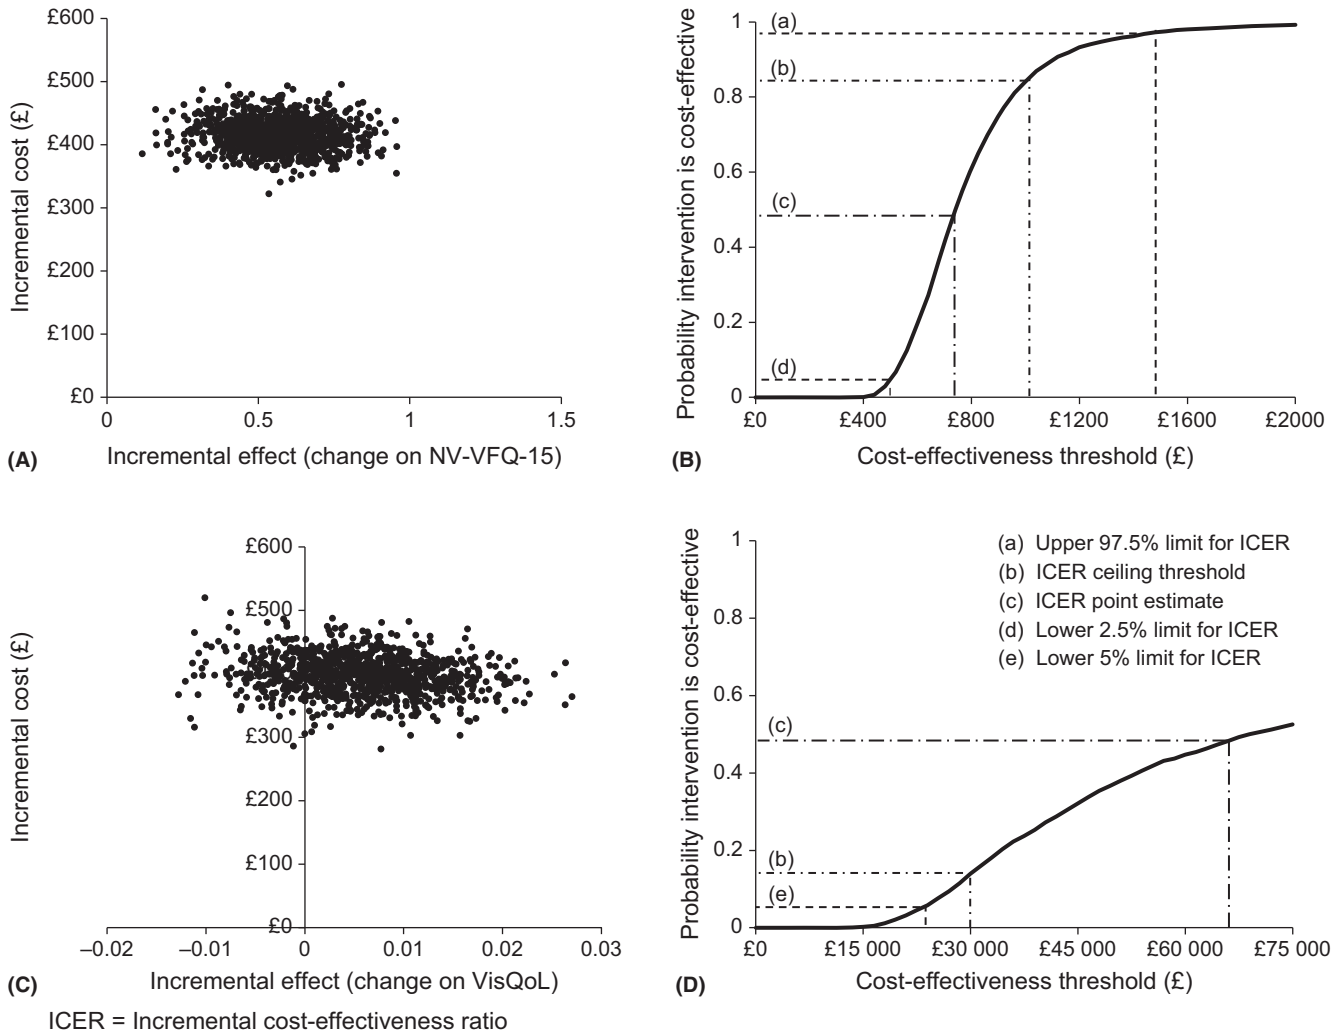 £600
£500
£400
£300
£200
£100
£0
Incremental cost (£)
0
0.5
1
1.5
(A)
Incremental effect (change on NV-VFQ-15)
1
0.8
0.6
0.4
0.2
0
Probability intervention is cost-effective
(a)
(b)
(c)
(d)
£0
£400
£800
£1200
£1600
£2000
(B)
Cost-effectiveness threshold (£)
£600
£500
£300
£200
£100
£0
Incremental cost (£)
–0.02
–0.01
0
0.01
0.02
0.03
(C)
Incremental effect (change on VisQoL)
1
0.8
0.6
0.4
0.2
0
Probability intervention is cost-effective
(a) Upper 97.5% limit for ICER
(b) ICER ceiling threshold
(c) ICER point estimate
(d) Lower 2.5% limit for ICER
(e) Lower 5% limit for ICER
(c)
(b)
(e)
£0
£15 000
£30 000
£45 000
£60 000
£75 000
(D)
Cost-effectiveness threshold (£)
ICER = Incremental cost-effectiveness ratio